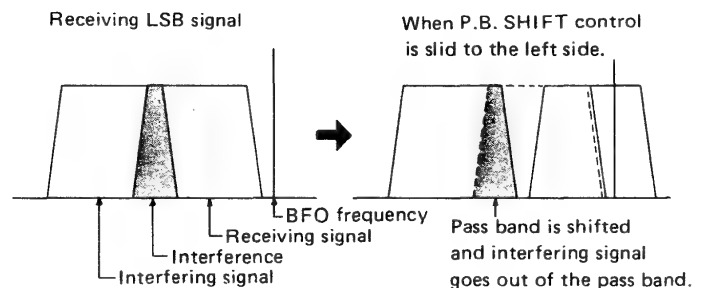 Receiving LSB signal
When P.B. SHIFT control
is slid to the left side.
BFO frequency
Receiving signal
Interference
Interfering signal
Pass band is shifted
and interfering signal
goes out of the pass band.